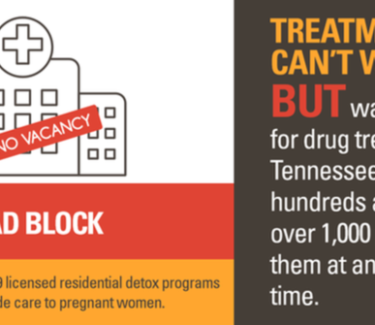 NO VACANCY
AD BLOCK
9 licensed residential detox programs
de care to pregnant women.
TREATM
CAN'T W
BUT wa
for drug tre
Tennessee
hundreds a
over 1,000
them at an
time.